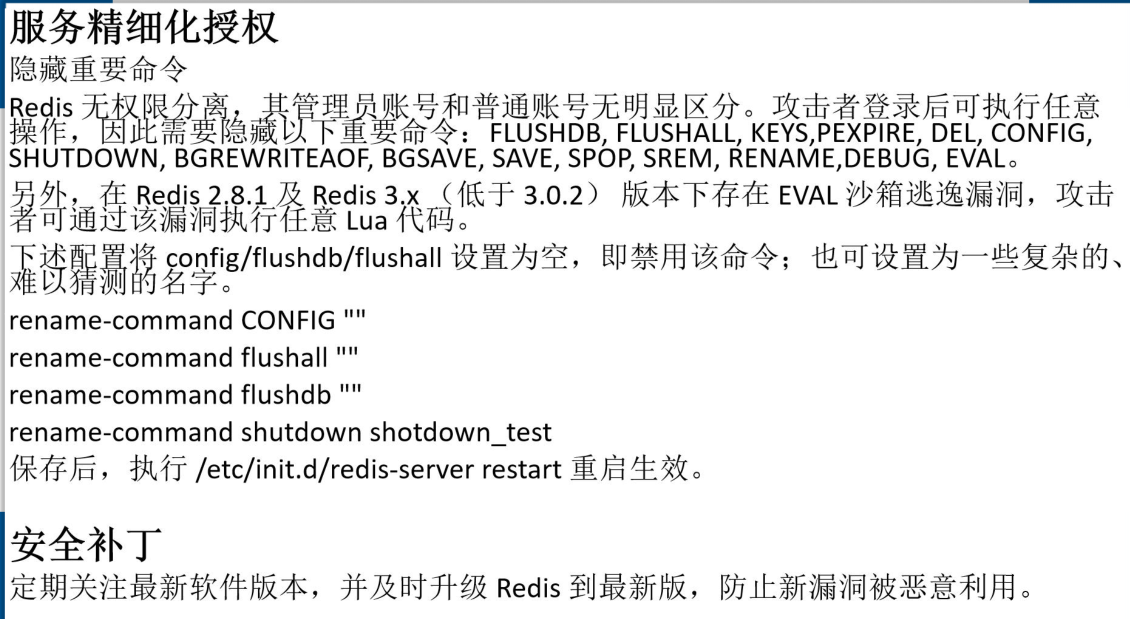 服务精细化授权
隐藏重要命令
Redis 无权限分离，其管理员账号和普通账号无明显区分。攻击者登录后可执行任意
操作，因此需要隐藏以下重要命令：FLUSHDB, FLUSHALL, KEYS,PEXPIRE, DEL, CONFIG,
SHUTDOWN, BGREWRITEAOF, BGSAVE, SAVE, SPOP, SREM, RENAME,DEBUG, EVAL。
另外，在 Redis 2.8.1 及 Redis 3.x （低于 3.0.2） 版本下存在 EVAL 沙箱逃逸漏洞，攻击
者可通过该漏洞执行任意 Lua 代码。
下述配置将 config/flushdb/flushall 设置为空，即禁用该命令；也可设置为一些复杂的、
难以猜测的名字。
rename-command CONFIG ""
rename-command flushall ""
rename-command flushdb ""
rename-command shutdown shotdown_test
保存后，执行 /etc/init.d/redis-server restart 重启生效。
安全补丁
定期关注最新软件版本，并及时升级 Redis 到最新版，防止新漏洞被恶意利用。